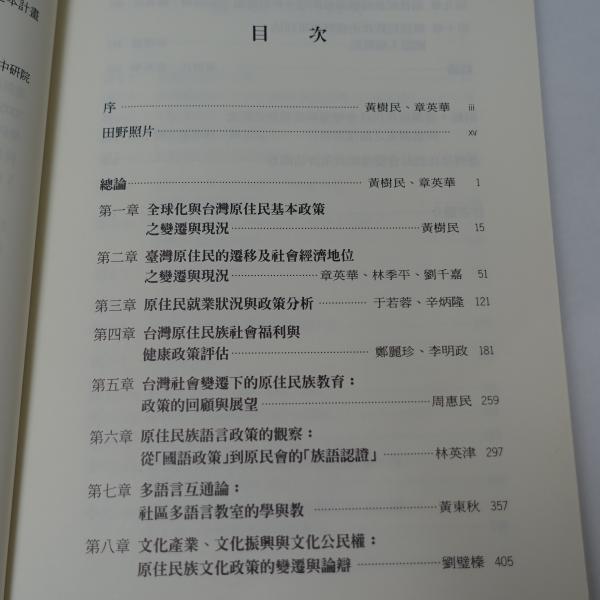 本計畫
中研院
目 次
序 …… 黃樹民、章英華 iii
田野照片 …… xv
總論 …… 黃樹民、章英華 1
第一章 全球化與台灣原住民基本政策
之變遷與現況 …… 黃樹民 15
第二章 臺灣原住民的遷移及社會經濟地位
之變遷與現況 …… 章英華、林季平、劉千嘉 51
第三章 原住民就業狀況與政策分析 …… 于若蓉、辛炳隆 121
第四章 台灣原住民族社會福利與
健康政策評估 …… 鄭麗珍、李明政 181
第五章 台灣社會變遷下的原住民族教育：
政策的回顧與展望 …… 周惠民 259
第六章 原住民族語言政策的觀察：
從「國語政策」到原民會的「族語認證」 …… 林英津 297
第七章 多語言互通論：
社區多語言教室的學與教 …… 黃東秋 357
第八章 文化產業、文化振興與文化公民權：
原住民族文化政策的變遷與論辯 …… 劉璧榛 405